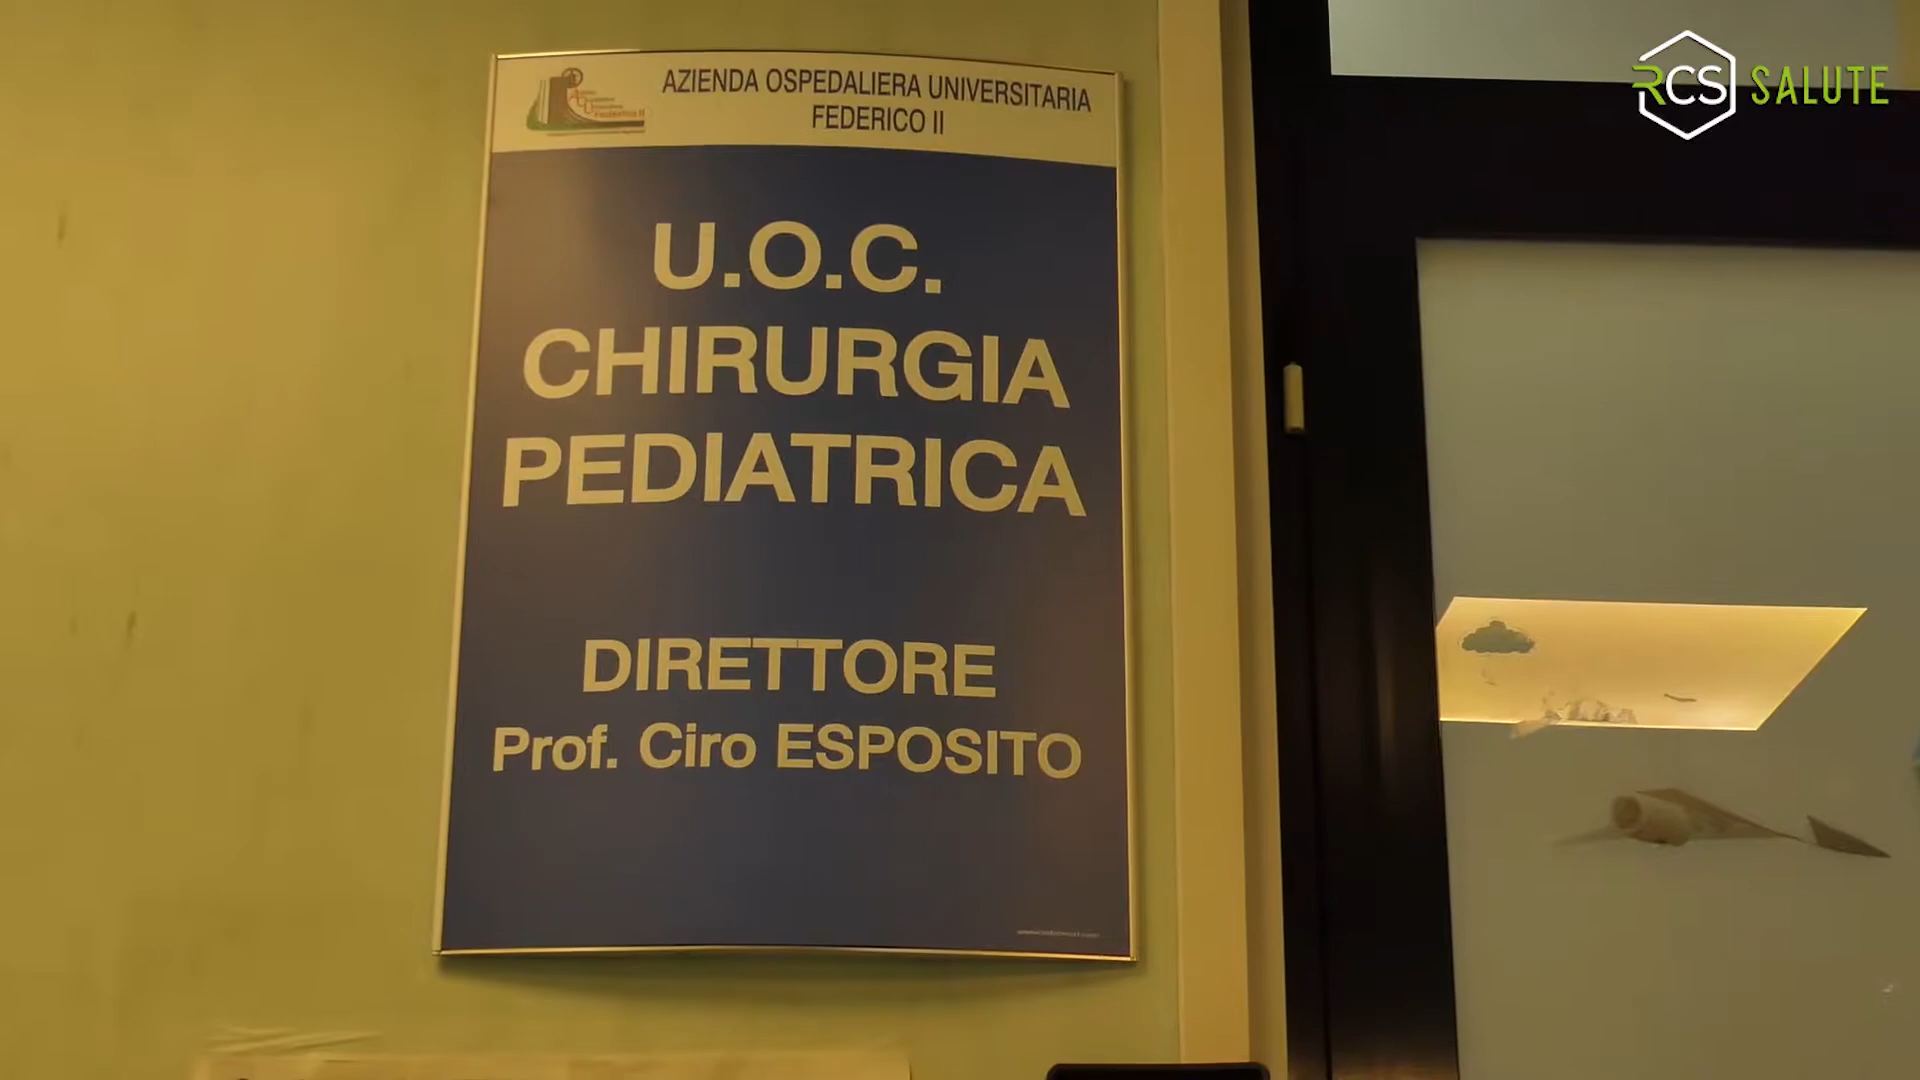 RCS SALUTE
AZIENDA OSPEDALIERA UNIVERSITARIA
FEDERICO II
U.O.C.
CHIRURGIA
PEDIATRICA
DIRETTORE
Prof. Ciro ESPOSITO